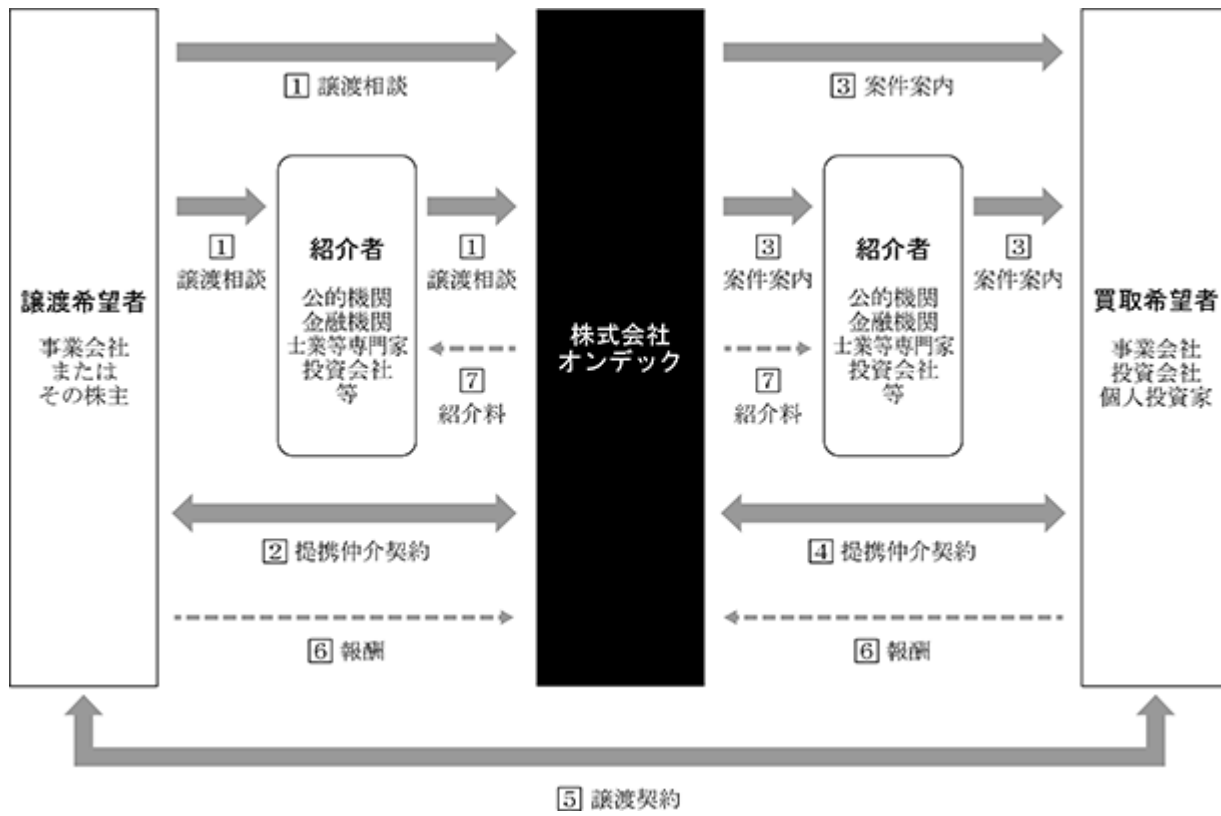 1 譲渡相談
3 案件案内
1
譲渡相談
紹介者
公的機関
金融機関
士業等専門家
投資会社
等
1
譲渡相談
3
案件案内
紹介者
公的機関
金融機関
士業等専門家
投資会社
等
3
案件案内
譲渡希望者
事業会社
または
その株主
株式会社
オンデック
買取希望者
事業会社
投資会社
個人投資家
7
紹介料
7
紹介料
2 提携仲介契約
4 提携仲介契約
6 報酬
6 報酬
5 譲渡契約